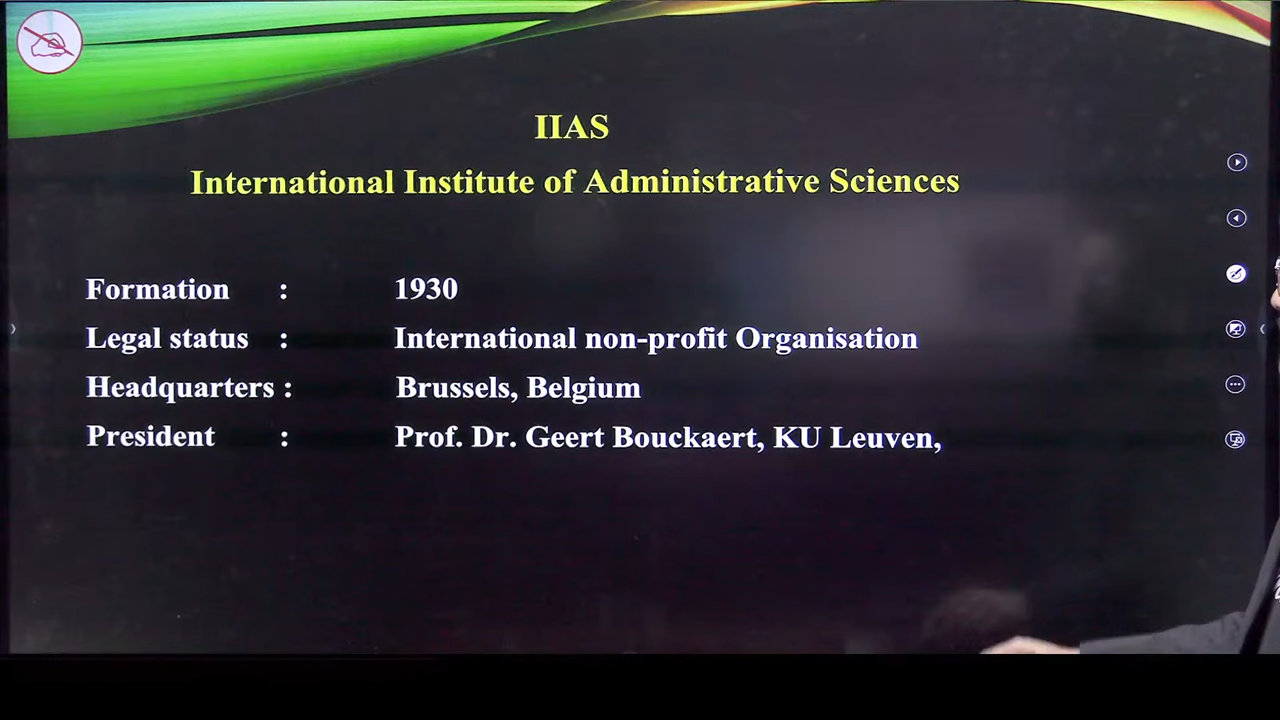 IIAS
International Institute of Administrative Sciences
Formation : 1930
Legal status : International non-profit Organisation
Headquarters : Brussels, Belgium
President : Prof. Dr. Geert Bouckaert, KU Leuven,